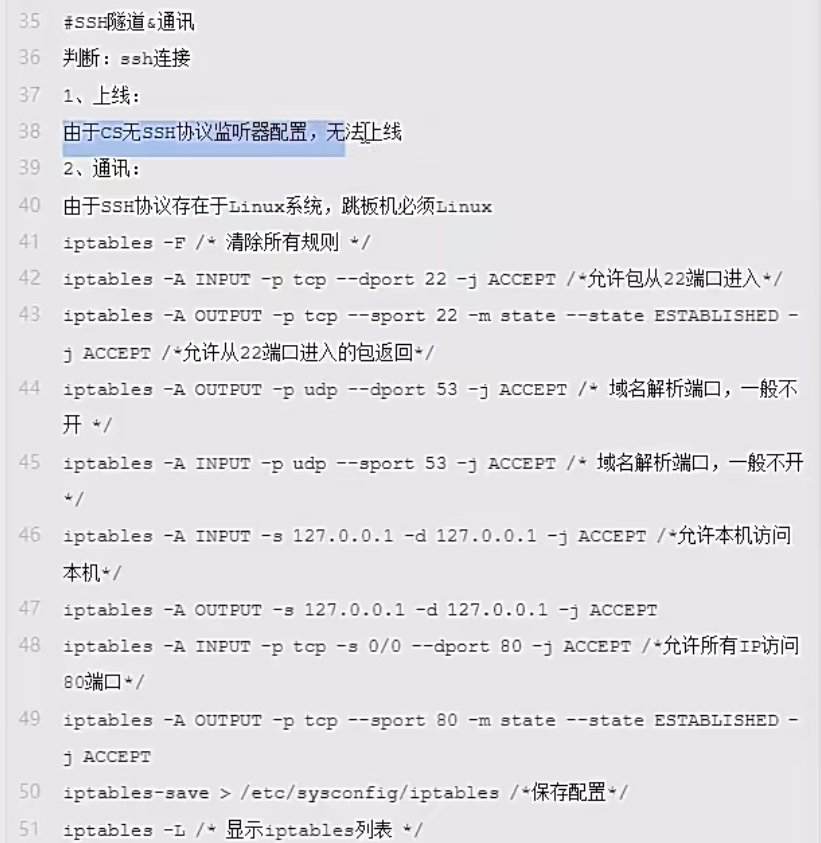 35 #SSH隧道&通讯
36 判断：ssh连接
37 1、上线：
38 由于CS无SSH协议监听器配置，无法上线
39 2、通讯：
40 由于SSH协议存在于Linux系统，跳板机必须Linux
41 iptables -F /* 清除所有规则 */
42 iptables -A INPUT -p tcp --dport 22 -j ACCEPT /*允许包从22端口进入*/
43 iptables -A OUTPUT -p tcp --sport 22 -m state --state ESTABLISHED -
j ACCEPT /*允许从22端口进入的包返回*/
44 iptables -A OUTPUT -p udp --dport 53 -j ACCEPT /* 域名解析端口，一般不
开 */
45 iptables -A INPUT -p udp --sport 53 -j ACCEPT /* 域名解析端口，一般不开
*/
46 iptables -A INPUT -s 127.0.0.1 -d 127.0.0.1 -j ACCEPT /*允许本机访问
本机*/
47 iptables -A OUTPUT -s 127.0.0.1 -d 127.0.0.1 -j ACCEPT
48 iptables -A INPUT -p tcp -s 0/0 --dport 80 -j ACCEPT /*允许所有IP访问
80端口*/
49 iptables -A OUTPUT -p tcp --sport 80 -m state --state ESTABLISHED -
j ACCEPT
50 iptables-save > /etc/sysconfig/iptables /*保存配置*/
51 iptables -L /* 显示iptables列表 */